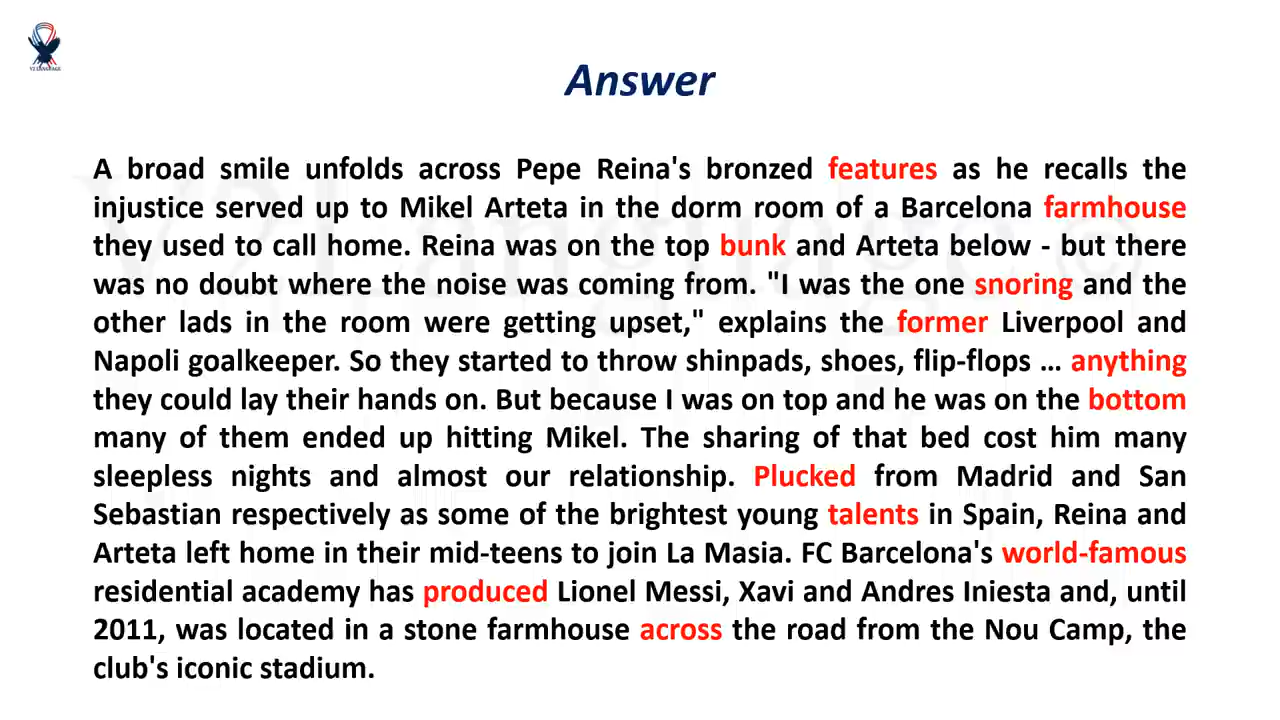 V2 LANGUAGE
Answer
A broad smile unfolds across Pepe Reina's bronzed features as he recalls the
injustice served up to Mikel Arteta in the dorm room of a Barcelona farmhouse
they used to call home. Reina was on the top bunk and Arteta below - but there
was no doubt where the noise was coming from. "I was the one snoring and the
other lads in the room were getting upset," explains the former Liverpool and
Napoli goalkeeper. So they started to throw shinpads, shoes, flip-flops … anything
they could lay their hands on. But because I was on top and he was on the bottom
many of them ended up hitting Mikel. The sharing of that bed cost him many
sleepless nights and almost our relationship. Plucked from Madrid and San
Sebastian respectively as some of the brightest young talents in Spain, Reina and
Arteta left home in their mid-teens to join La Masia. FC Barcelona's world-famous
residential academy has produced Lionel Messi, Xavi and Andres Iniesta and, until
2011, was located in a stone farmhouse across the road from the Nou Camp, the
club's iconic stadium.